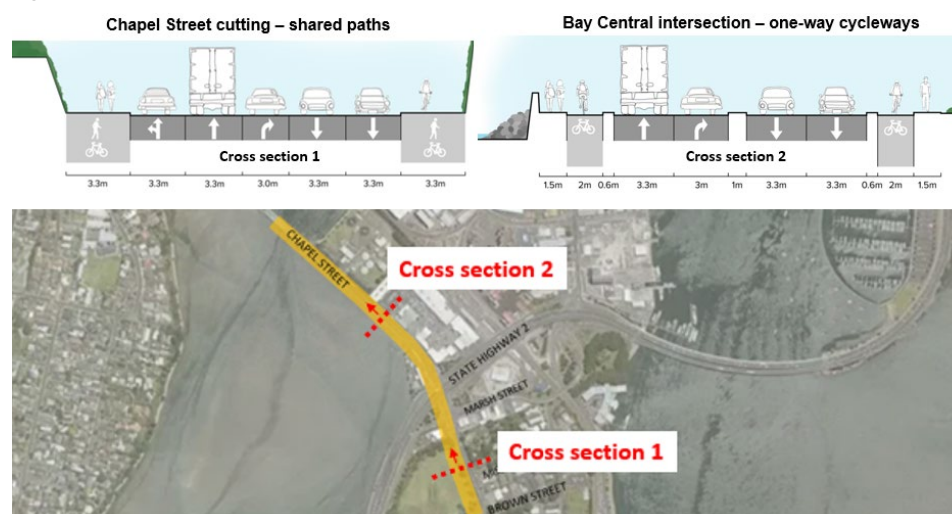 Chapel Street cutting – shared paths
Bay Central intersection – one-way cycleways
Cross section 1
Cross section 2
3.3m 3.3m 3.3m 3.0m 3.3m 3.3m 3.3m
1.5m 2m 0.6m 3.3m 3m 1m 3.3m 3.3m 0.6m 2m 1.5m
CHAPEL STREET
Cross section 2
STATE HIGHWAY 2
MARSH STREET
Cross section 1
BROWN STREET